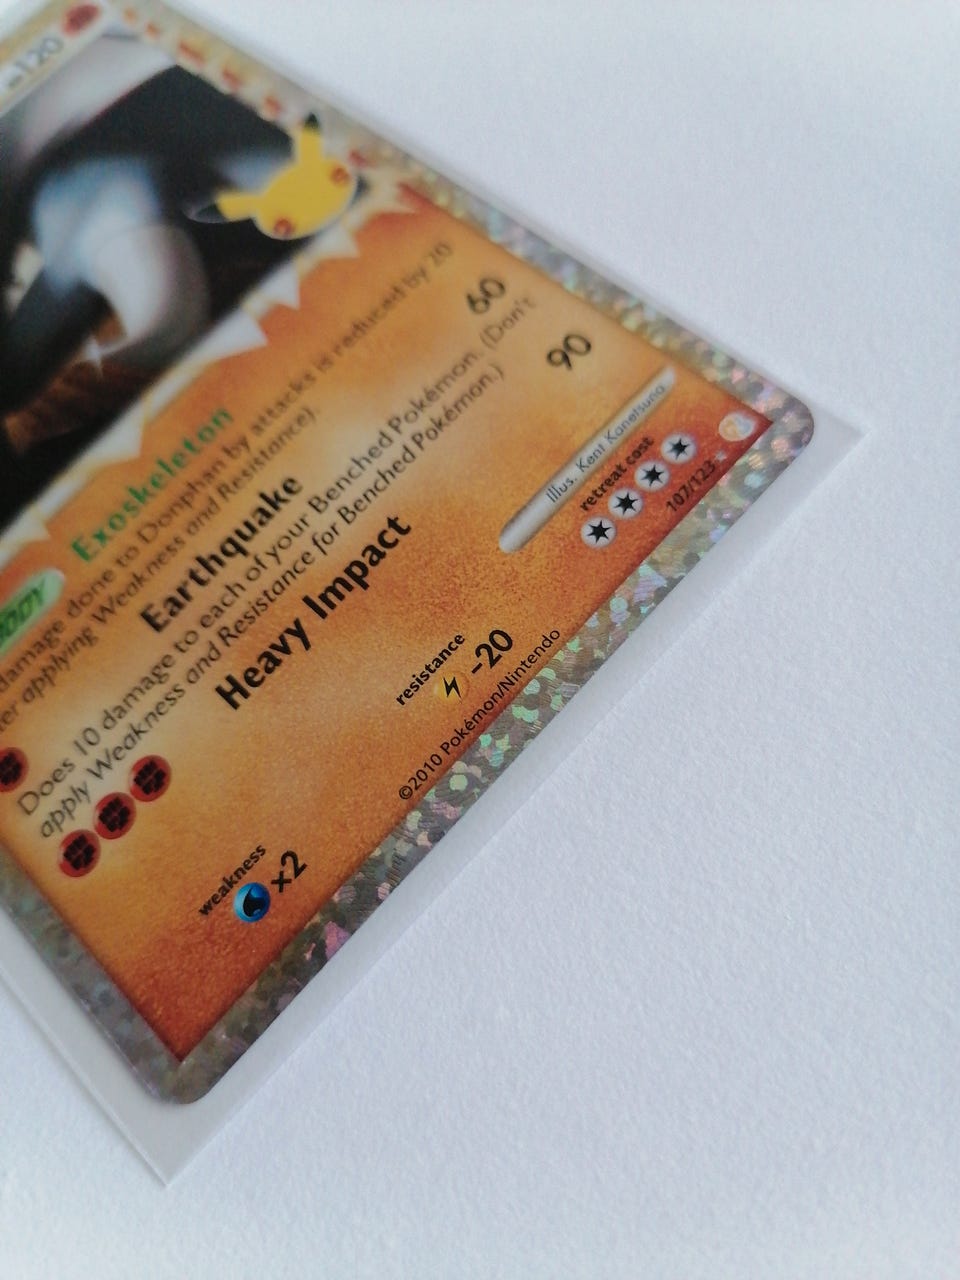 120
BODY
Exoskeleton
damage done to Donphan by attacks is reduced by 20
applying Weakness and Resistance).
Earthquake 60
Does 10 damage to each of your Benched Pokémon. (Don't
apply Weakness and Resistance for Benched Pokémon.)
Heavy Impact 90
Illus. Kent Kanetsuna
weakness
×2
resistance
-20
retreat cost
©2010 Pokémon/Nintendo
107/123